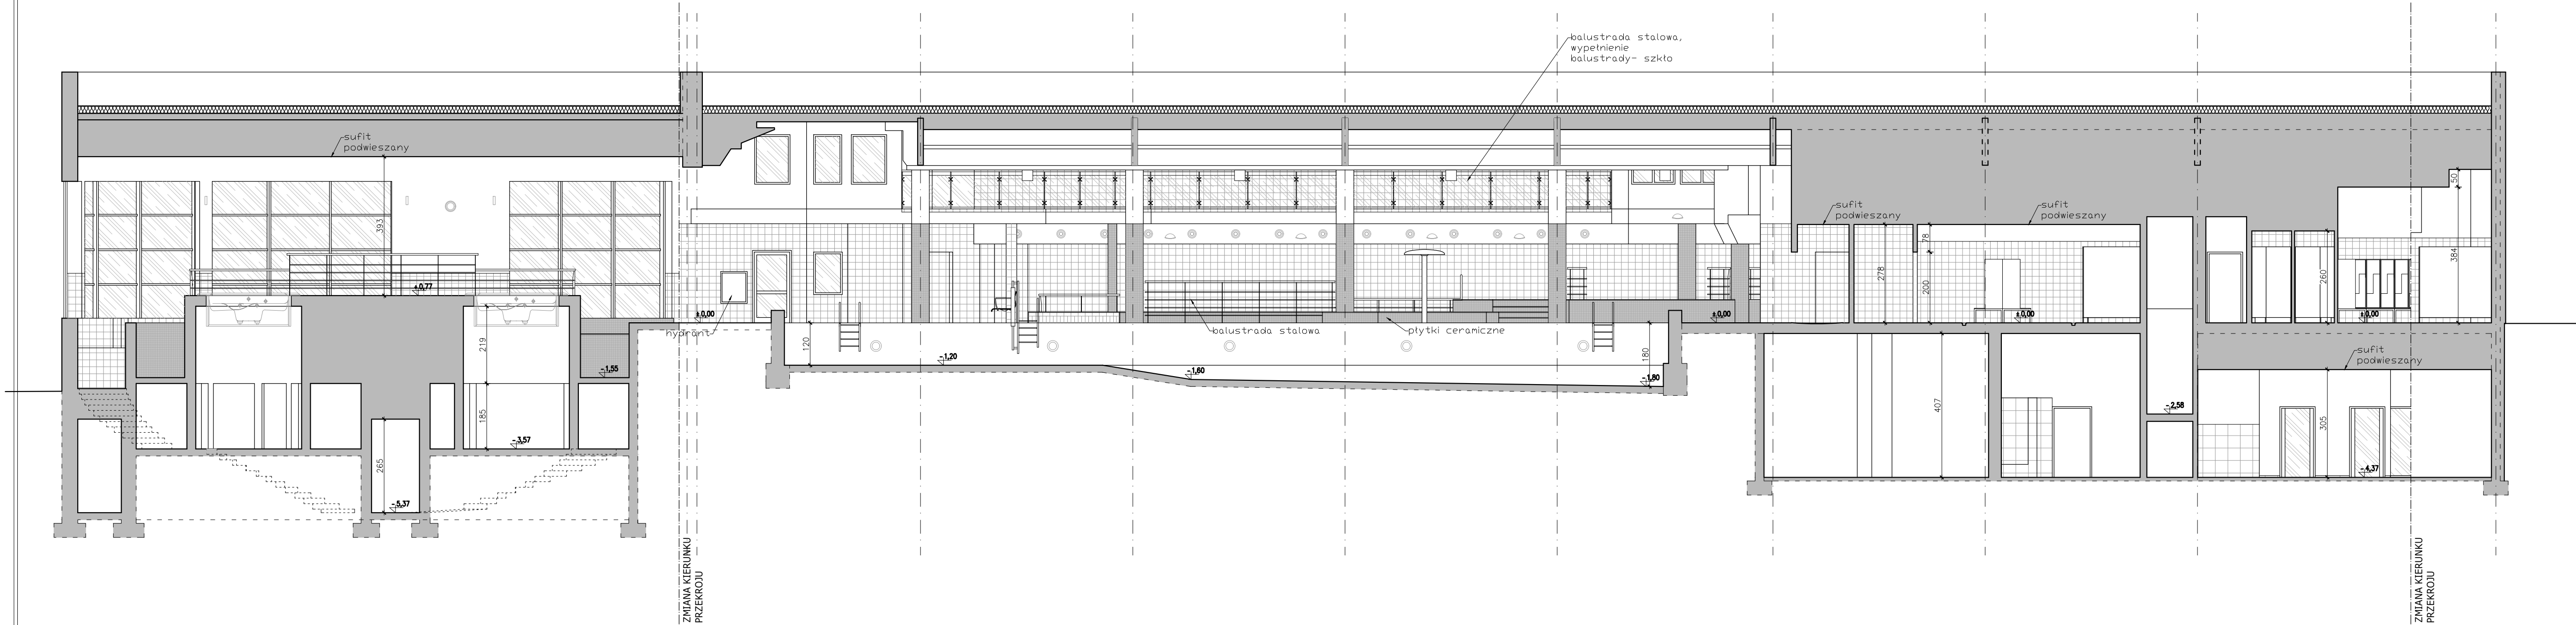 balustrada stalowa,
wypełnienie
balustrady- szkło
sufit
podwieszany
393
±0,77
219
185
-3,57
265
-5,37
-1,55
hydrant
±0,00
120
-1,20
-1,60
balustrada stalowa
płytki ceramiczne
180
-1,80
±0,00
sufit
podwieszany
278
78
200
sufit
podwieszany
±0,00
407
-2,58
260
50
384
±0,00
sufit
podwieszany
305
-4,37
ZMIANA KIERUNKU
PRZEKROJU
ZMIANA KIERUNKU
PRZEKROJU